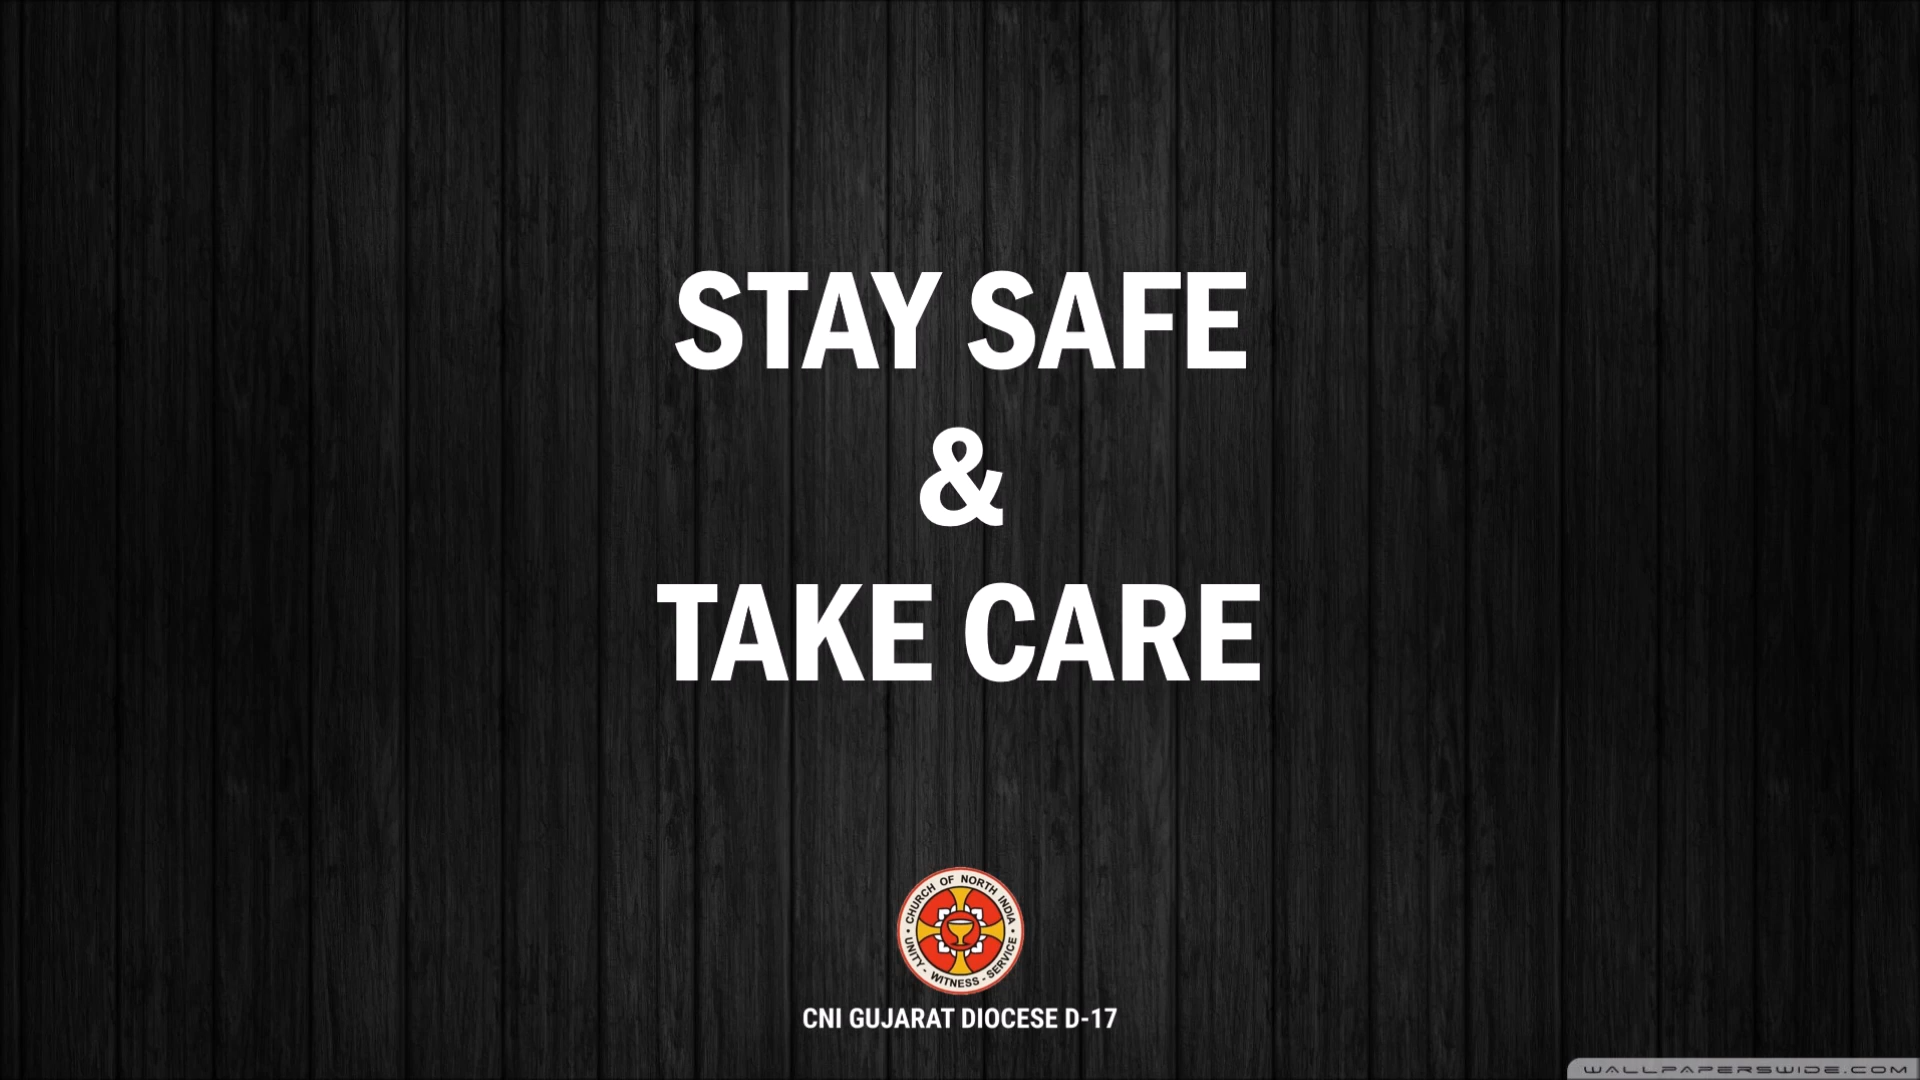 STAY SAFE
&
TAKE CARE
CHURCH OF NORTH INDIA
UNITY - WITNESS - SERVICE
CNI GUJARAT DIOCESE D-17
WALLPAPERSWIDE.COM